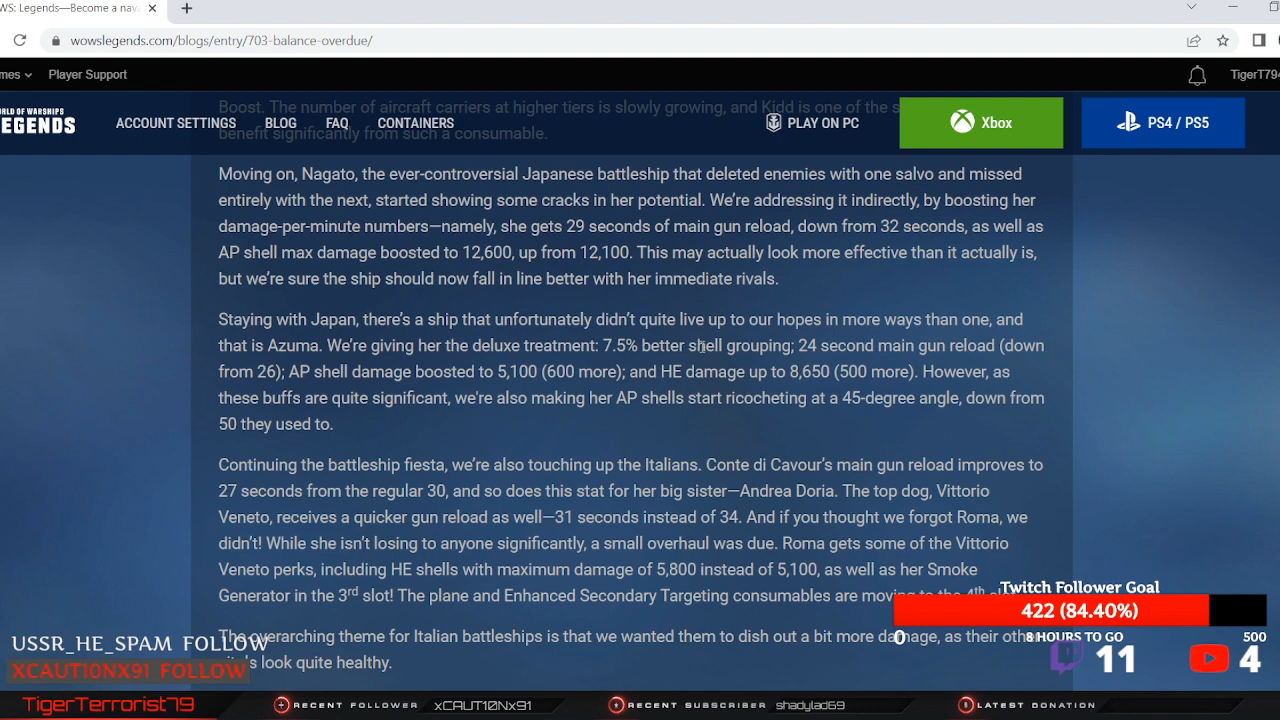 WS: Legends—Become a nav
wowslegends.com/blogs/entry/703-balance-overdue/
mes
Player Support
TigerT794
ORLD OF WARSHIPS
LEGENDS
ACCOUNT SETTINGS
BLOG
FAQ
CONTAINERS
PLAY ON PC
Xbox
PS4 / PS5
Boost. The number of aircraft carriers at higher tiers is slowly growing, and Kidd is one of the s
benefit significantly from such a consumable.
Moving on, Nagato, the ever-controversial Japanese battleship that deleted enemies with one salvo and missed
entirely with the next, started showing some cracks in her potential. We’re addressing it indirectly, by boosting her
damage-per-minute numbers—namely, she gets 29 seconds of main gun reload, down from 32 seconds, as well as
AP shell max damage boosted to 12,600, up from 12,100. This may actually look more effective than it actually is,
but we’re sure the ship should now fall in line better with her immediate rivals.
Staying with Japan, there’s a ship that unfortunately didn’t quite live up to our hopes in more ways than one, and
that is Azuma. We’re giving her the deluxe treatment: 7.5% better shell grouping; 24 second main gun reload (down
from 26); AP shell damage boosted to 5,100 (600 more); and HE damage up to 8,650 (500 more). However, as
these buffs are quite significant, we're also making her AP shells start ricocheting at a 45-degree angle, down from
50 they used to.
Continuing the battleship fiesta, we’re also touching up the Italians. Conte di Cavour’s main gun reload improves to
27 seconds from the regular 30, and so does this stat for her big sister—Andrea Doria. The top dog, Vittorio
Veneto, receives a quicker gun reload as well—31 seconds instead of 34. And if you thought we forgot Roma, we
didn’t! While she isn’t losing to anyone significantly, a small overhaul was due. Roma gets some of the Vittorio
Veneto perks, including HE shells with maximum damage of 5,800 instead of 5,100, as well as her Smoke
Generator in the 3rd slot! The plane and Enhanced Secondary Targeting consumables are moving to the 4th
The overarching theme for Italian battleships is that we wanted them to dish out a bit more damage, as their othe
look quite healthy.
Twitch Follower Goal
422 (84.40%)
0
8 HOURS TO GO
500
11
4
USSR_HE_SPAM FOLLOW
XCAUTI0NX91 FOLLOW
TigerTerrorist79
RECENT FOLLOWER
xCAUT10Nx91
RECENT SUBSCRIBER
shadylad69
LATEST DONATION